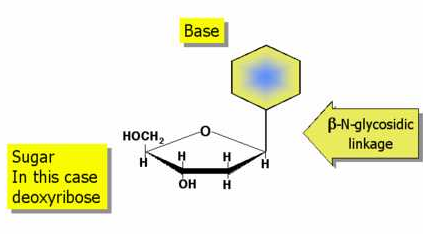 Base
β-N-glycosidic
linkage
HOCH2
O
H
H
H
H
OH
H
Sugar
In this case
deoxyribose